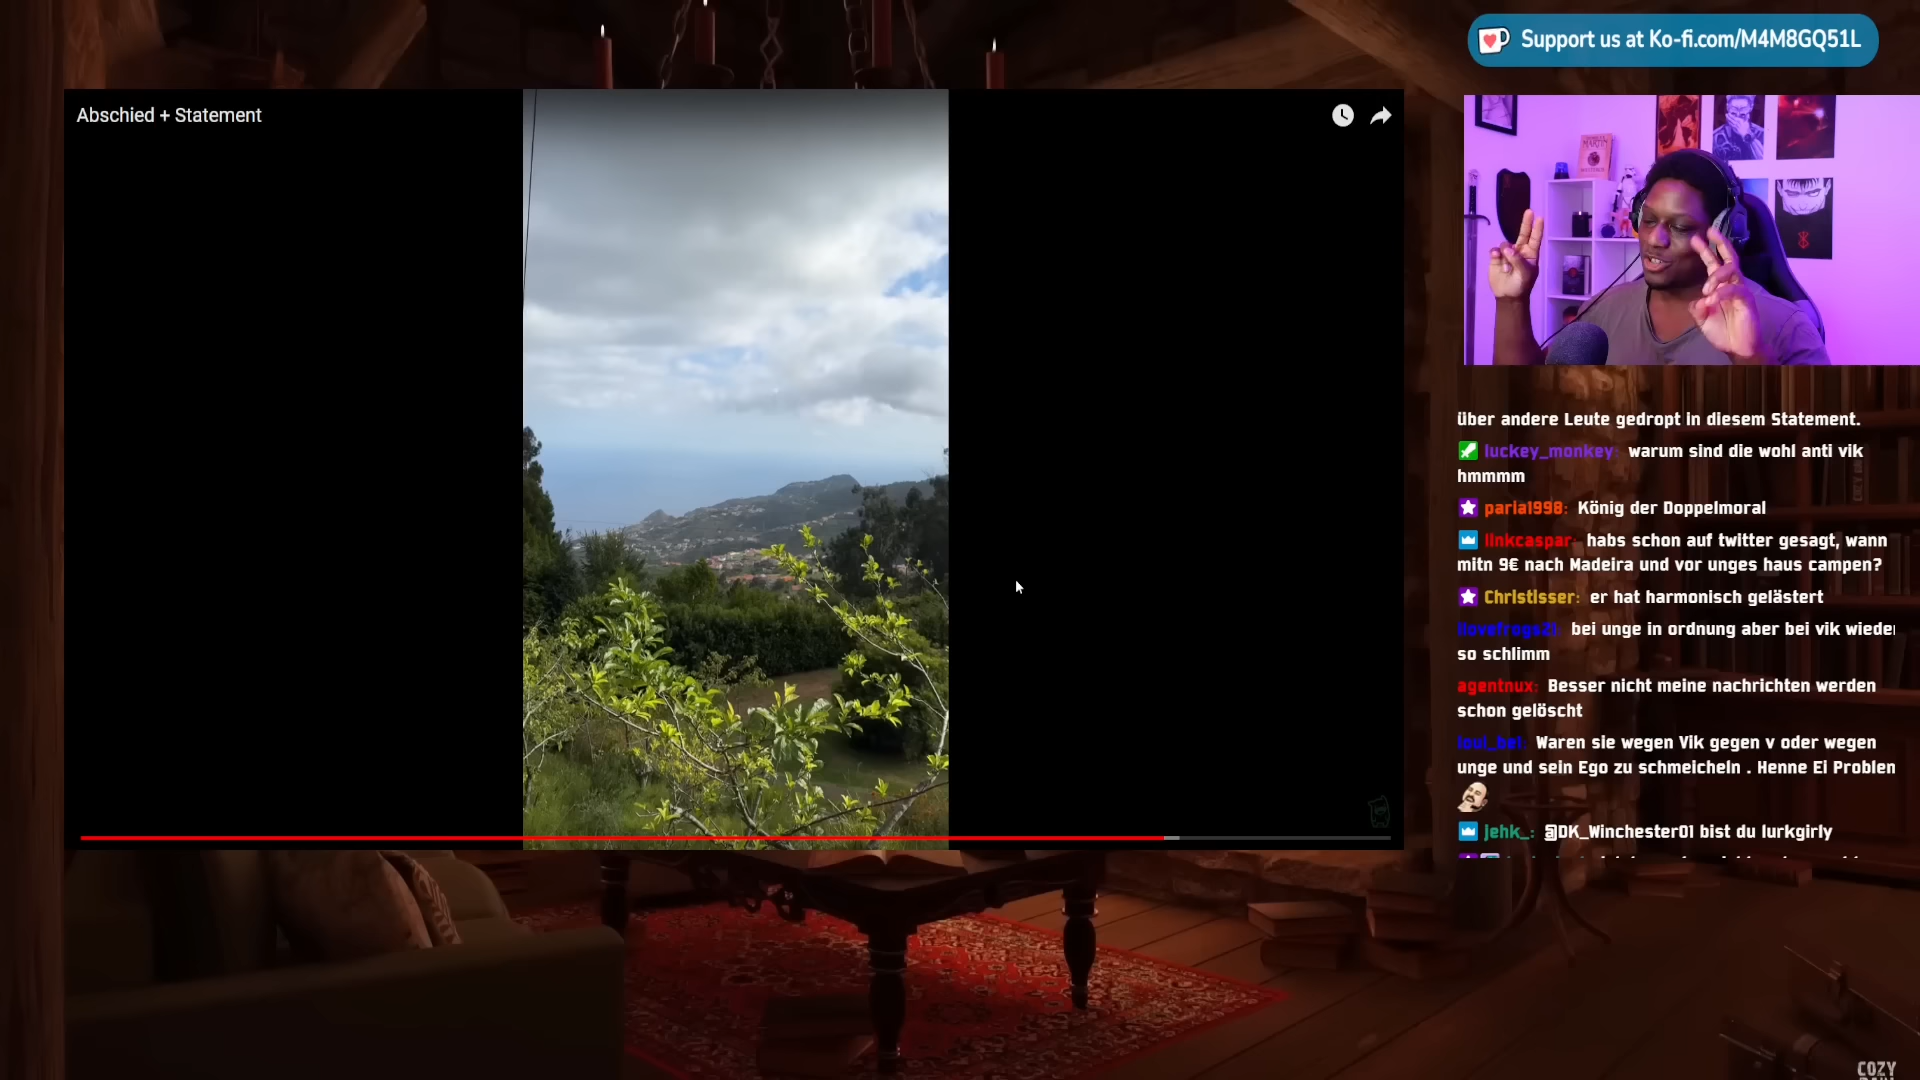 Support us at Ko-fi.com/M4M8GQ51L
Abschied + Statement
MARTIN
über andere Leute gedropt in diesem Statement.
luckey_monkey: warum sind die wohl anti vik
hmmmm
parla1998: König der Doppelmoral
linkcaspar: habs schon auf twitter gesagt, wann
mitn 9€ nach Madeira und vor unges haus campen?
Christisser: er hat harmonisch gelästert
ilovefrogs21: bei unge in ordnung aber bei vik wieder
so schlimm
agentnux: Besser nicht meine nachrichten werden
schon gelöscht
Waren sie wegen Vik gegen v oder wegen
unge und sein Ego zu schmeicheln . Henne Ei Problem
jehk_: @DK_Winchester01 bist du lurkgirly
COZY